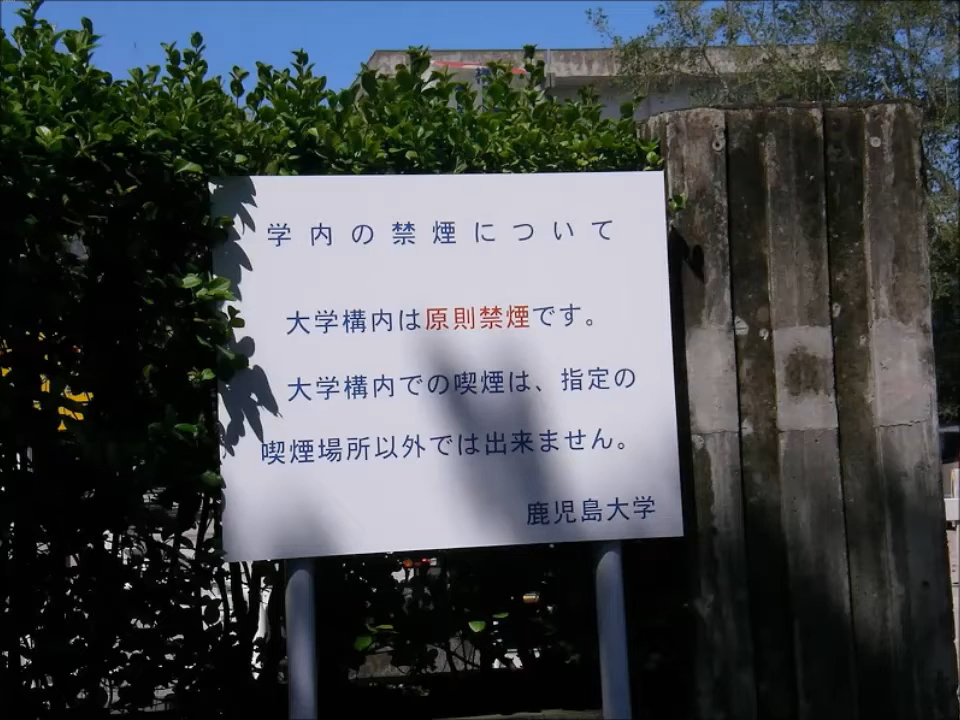 学内の禁煙について
大学構内は原則禁煙です。
大学構内での喫煙は、指定の
喫煙場所以外では出来ません。
鹿児島大学